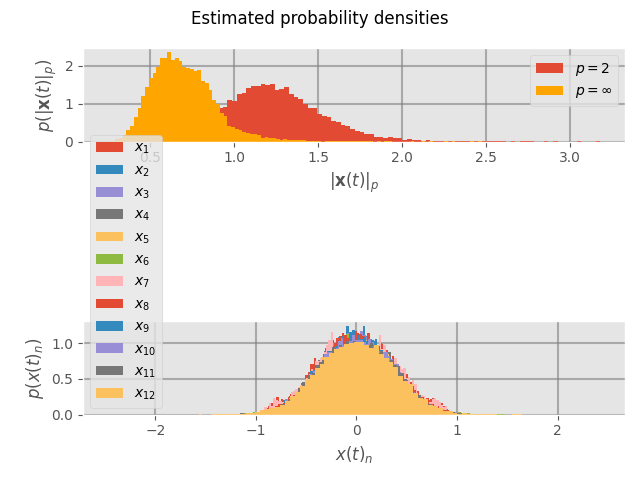 Estimated probability densities
p(|x(t)|ₚ)
2
1
0
p = 2
p = ∞
0.5 1.0 1.5 2.0 2.5 3.0
|x(t)|ₚ
x₁
x₂
x₃
x₄
x₅
x₆
x₇
x₈
x₉
x₁₀
x₁₁
x₁₂
p(x(t)ₙ)
1.0
0.5
0.0
−2 −1 0 1 2
x(t)ₙ